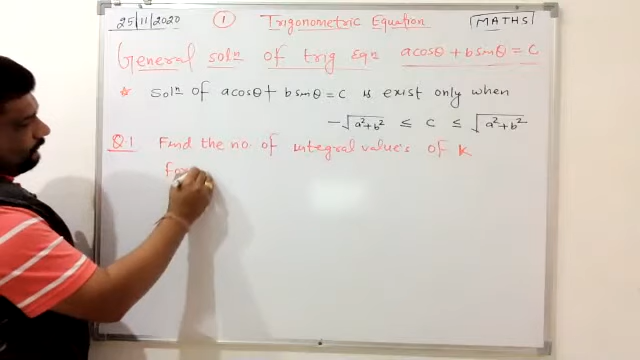 25/11/2020 ① Trigonometric Equation MATHS
General solⁿ of trig eqⁿ acosθ + bsinθ = C
* Solⁿ of acosθ + bsinθ = c is exist only when
-√a²+b² ≤ c ≤ √a²+b²
Q.1 Find the no. of integral value's of k
fo